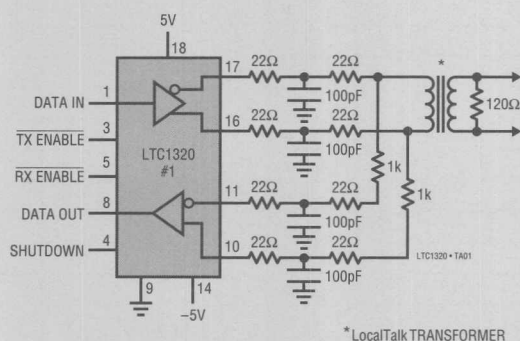 5V
18
17
22Ω
22Ω
*
1
DATA IN
100pF
120Ω
16
22Ω
22Ω
3
TX ENABLE
LTC1320
#1
100pF
5
RX ENABLE
11
22Ω
22Ω
1k
1k
8
DATA OUT
100pF
10
22Ω
22Ω
4
SHUTDOWN
LTC1320 • TA01
9
14
100pF
–5V
*LocalTalk TRANSFORMER